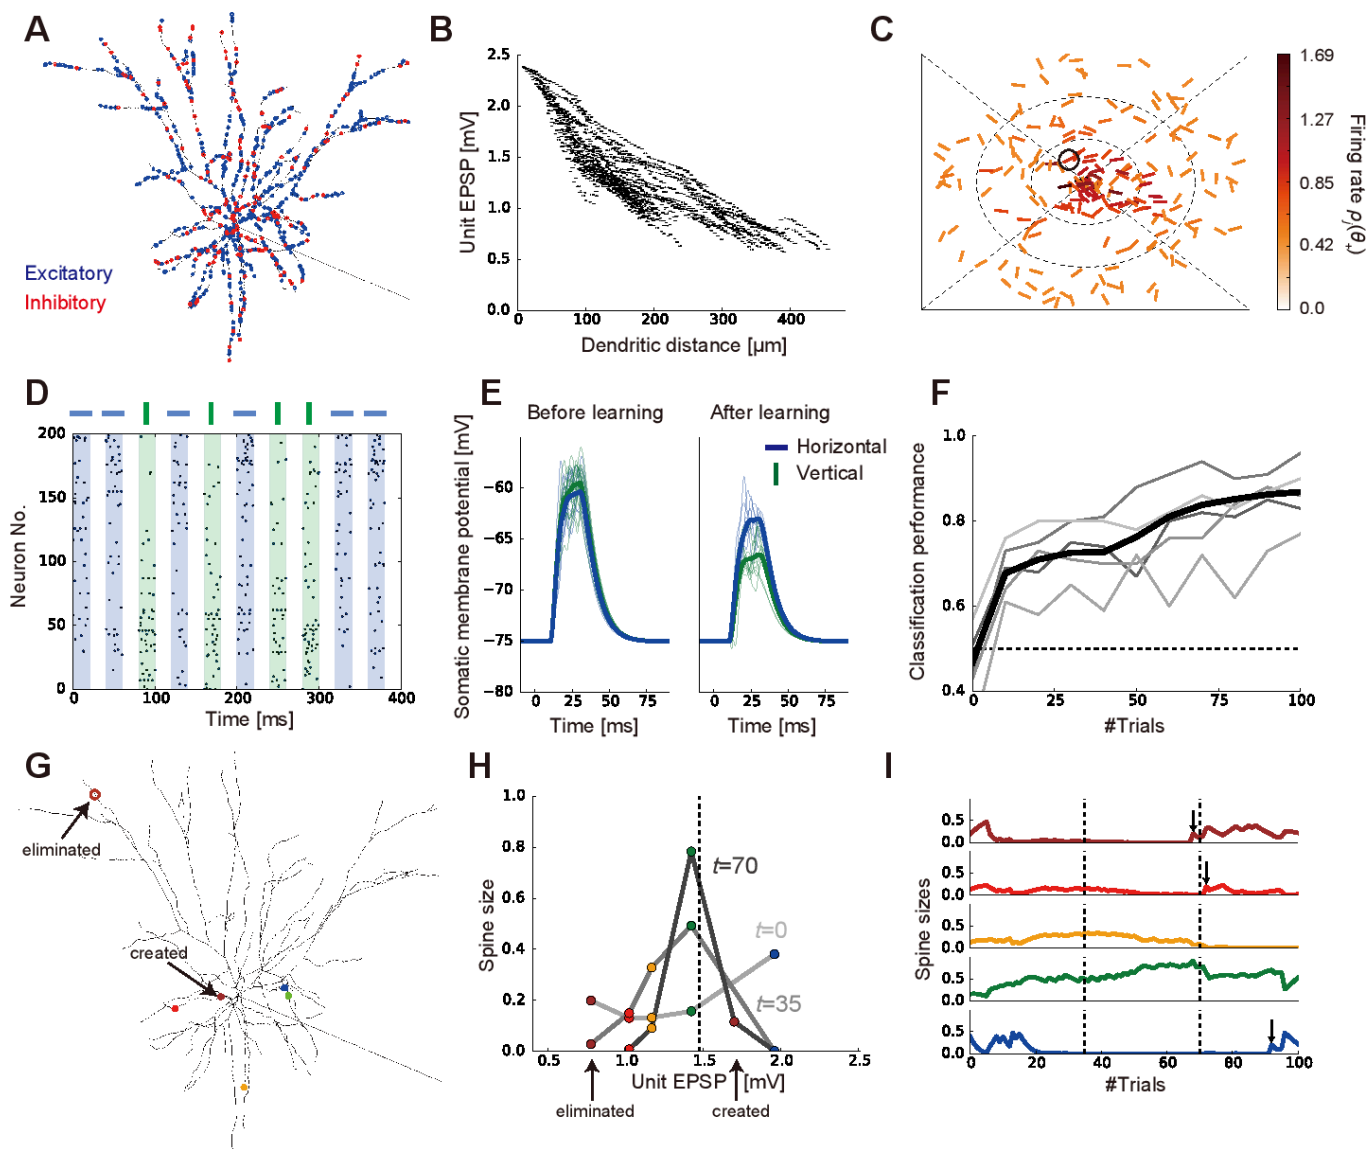 A
Excitatory
Inhibitory
B
Unit EPSP [mV]
2.5
2.0
1.5
1.0
0.5
0.0
0 100 200 300 400
Dendritic distance [µm]
C
1.69
1.27
0.85
0.42
0.0
Firing rate ρj(θi)
D
Neuron No.
200
150
100
50
0
0 100 200 300 400
Time [ms]
E
Before learning After learning
Horizontal
Vertical
Somatic membrane potential [mV]
−60
−65
−70
−75
−80
0 25 50 75 0 25 50 75
Time [ms] Time [ms]
F
Classification performance
1.0
0.8
0.6
0.4
0 25 50 75 100
#Trials
G
eliminated
created
H
Spine size
1.0
0.8
0.6
0.4
0.2
0.0
t=70
t=0
t=35
0.5 1.0 1.5 2.0 2.5
Unit EPSP [mV]
eliminated created
I
Spine sizes
0.5
0.0
0.5
0.0
0.5
0.0
0.5
0.0
0.5
0.0
0 20 40 60 80 100
#Trials